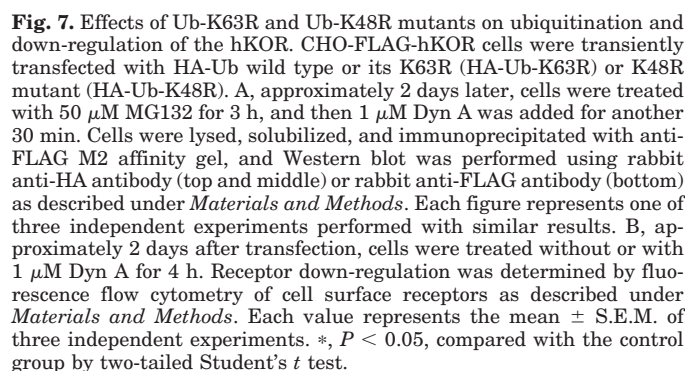 Fig. 7. Effects of Ub-K63R and Ub-K48R mutants on ubiquitination and
down-regulation of the hKOR. CHO-FLAG-hKOR cells were transiently
transfected with HA-Ub wild type or its K63R (HA-Ub-K63R) or K48R
mutant (HA-Ub-K48R). A, approximately 2 days later, cells were treated
with 50 μM MG132 for 3 h, and then 1 μM Dyn A was added for another
30 min. Cells were lysed, solubilized, and immunoprecipitated with anti-
FLAG M2 affinity gel, and Western blot was performed using rabbit
anti-HA antibody (top and middle) or rabbit anti-FLAG antibody (bottom)
as described under Materials and Methods. Each figure represents one of
three independent experiments performed with similar results. B, ap-
proximately 2 days after transfection, cells were treated without or with
1 μM Dyn A for 4 h. Receptor down-regulation was determined by fluo-
rescence flow cytometry of cell surface receptors as described under
Materials and Methods. Each value represents the mean ± S.E.M. of
three independent experiments. *, P < 0.05, compared with the control
group by two-tailed Student's t test.